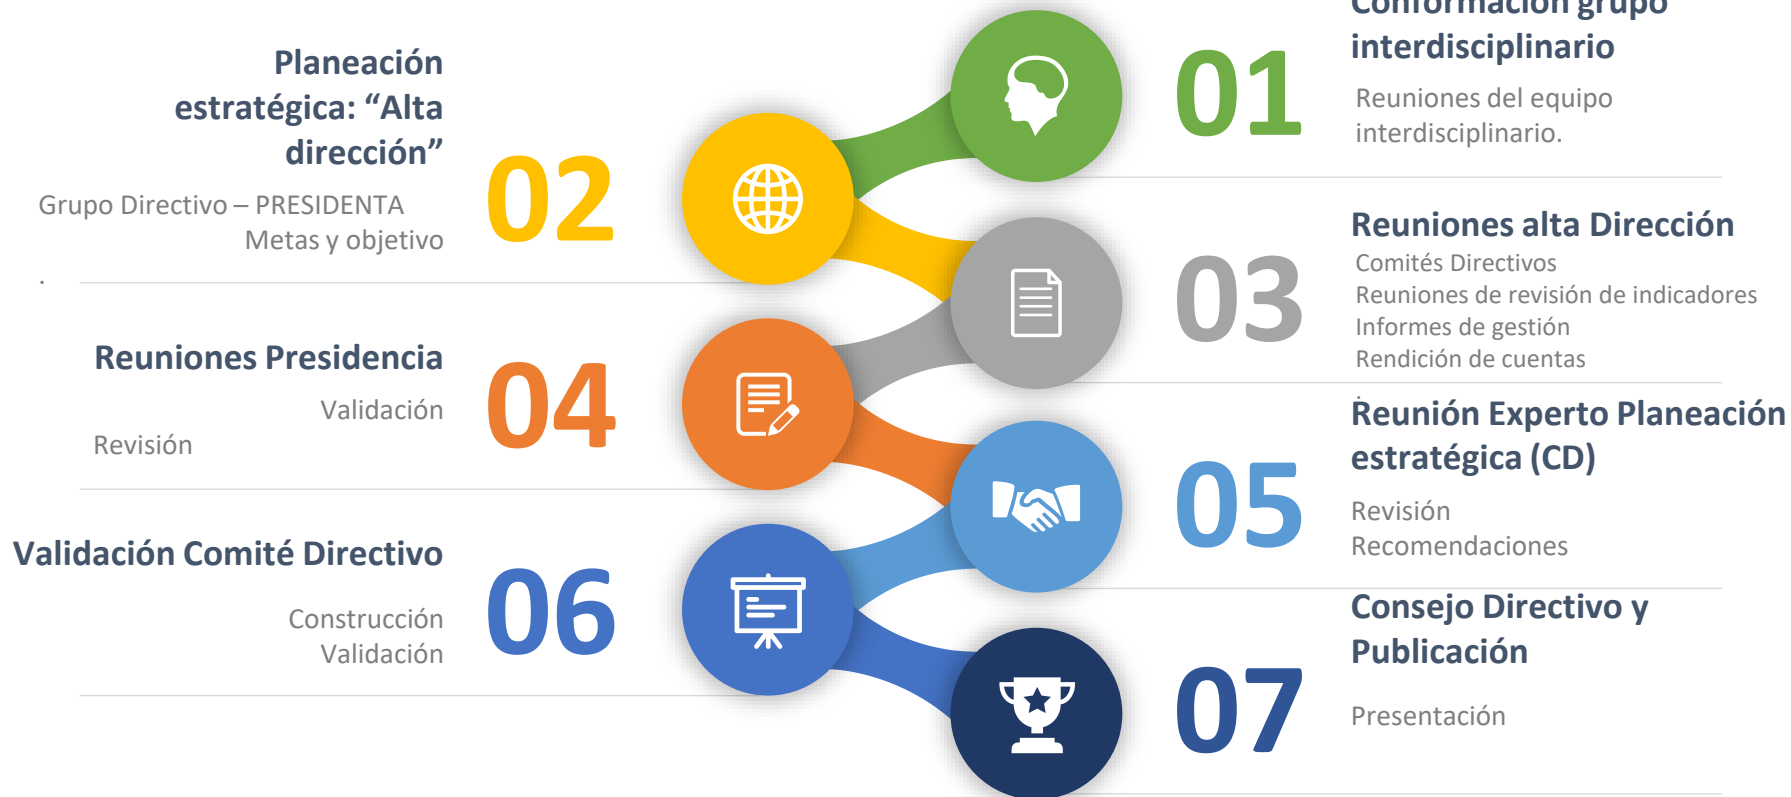 Conformación grupo
interdisciplinario
01
Reuniones del equipo
interdisciplinario.
Planeación
estratégica: “Alta
dirección”
02
Grupo Directivo – PRESIDENTA
Metas y objetivo
.
Reuniones alta Dirección
03
Comités Directivos
Reuniones de revisión de indicadores
Informes de gestión
Rendición de cuentas
.
Reuniones Presidencia
04
Validación
Revisión
Reunión Experto Planeación
estratégica (CD)
05
Revisión
Recomendaciones
Validación Comité Directivo
06
Construcción
Validación
Consejo Directivo y
Publicación
07
Presentación